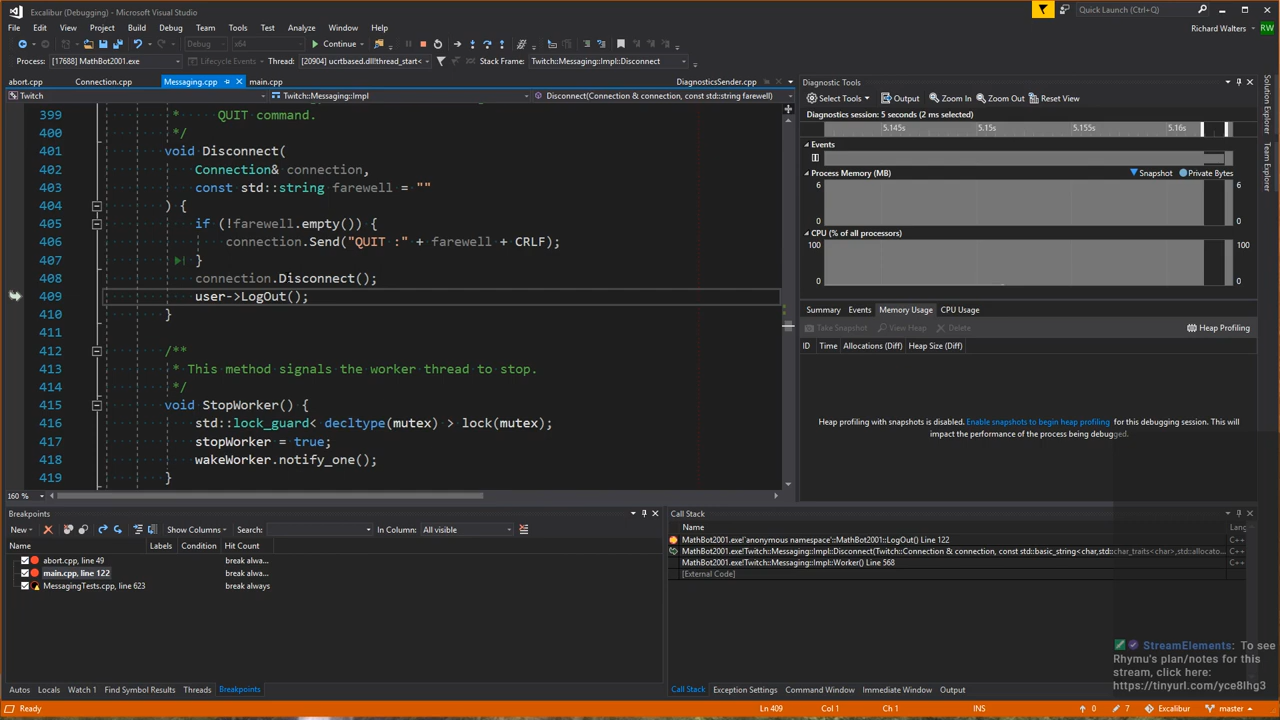 Excalibur (Debugging) - Microsoft Visual Studio
Quick Launch (Ctrl+Q)
File Edit View Project Build Debug Team Tools Test Analyze Window Help
Richard Walters RW
Debug x64 Continue
Process: [17688] MathBot2001.exe Lifecycle Events Thread: [20904] ucrtbased.dll!thread_start< Stack Frame: Twitch::Messaging::Impl::Disconnect
abort.cpp Connection.cpp Messaging.cpp main.cpp DiagnosticsSender.cpp
Twitch Twitch::Messaging::Impl Disconnect(Connection & connection, const std::string farewell)
399 * QUIT command.
400 */
401 void Disconnect(
402 Connection& connection,
403 const std::string farewell = ""
404 ) {
405 if (!farewell.empty()) {
406 connection.Send("QUIT :" + farewell + CRLF);
407 }
408 connection.Disconnect();
409 user->LogOut();
410 }
411
412 /**
413 * This method signals the worker thread to stop.
414 */
415 void StopWorker() {
416 std::lock_guard< decltype(mutex) > lock(mutex);
417 stopWorker = true;
418 wakeWorker.notify_one();
419 }
160 %
Diagnostic Tools
Select Tools Output Zoom In Zoom Out Reset View
Diagnostics session: 5 seconds (2 ms selected)
5.145s 5.15s 5.155s 5.16s
Events
Process Memory (MB) Snapshot Private Bytes
6 6
0 0
CPU (% of all processors)
100 100
0 0
Summary Events Memory Usage CPU Usage
Take Snapshot View Heap Delete Heap Profiling
ID Time Allocations (Diff) Heap Size (Diff)
Heap profiling with snapshots is disabled. Enable snapshots to begin heap profiling for this debugging session. This will
impact the performance of the process being debugged.
Solution Explorer
Team Explorer
Breakpoints
New Show Columns Search: In Column: All visible
Name Labels Condition Hit Count
abort.cpp, line 49 break alwa...
main.cpp, line 122 break alwa...
MessagingTests.cpp, line 623 break always
Autos Locals Watch 1 Find Symbol Results Threads Breakpoints
Call Stack
Name Lang
MathBot2001.exe!`anonymous namespace'::MathBot2001::LogOut() Line 122 C++
MathBot2001.exe!Twitch::Messaging::Impl::Disconnect(Twitch::Connection & connection, const std::basic_string<char,std::char_traits<char>,std::allocato... C++
MathBot2001.exe!Twitch::Messaging::Impl::Worker() Line 568 C++
[External Code]
StreamElements: To see
Rhymu's plan/notes for this
stream, click here:
https://tinyurl.com/yce8lhg3
Call Stack Exception Settings Command Window Immediate Window Output
Ready Ln 409 Col 1 Ch 1 INS 0 7 Excalibur master